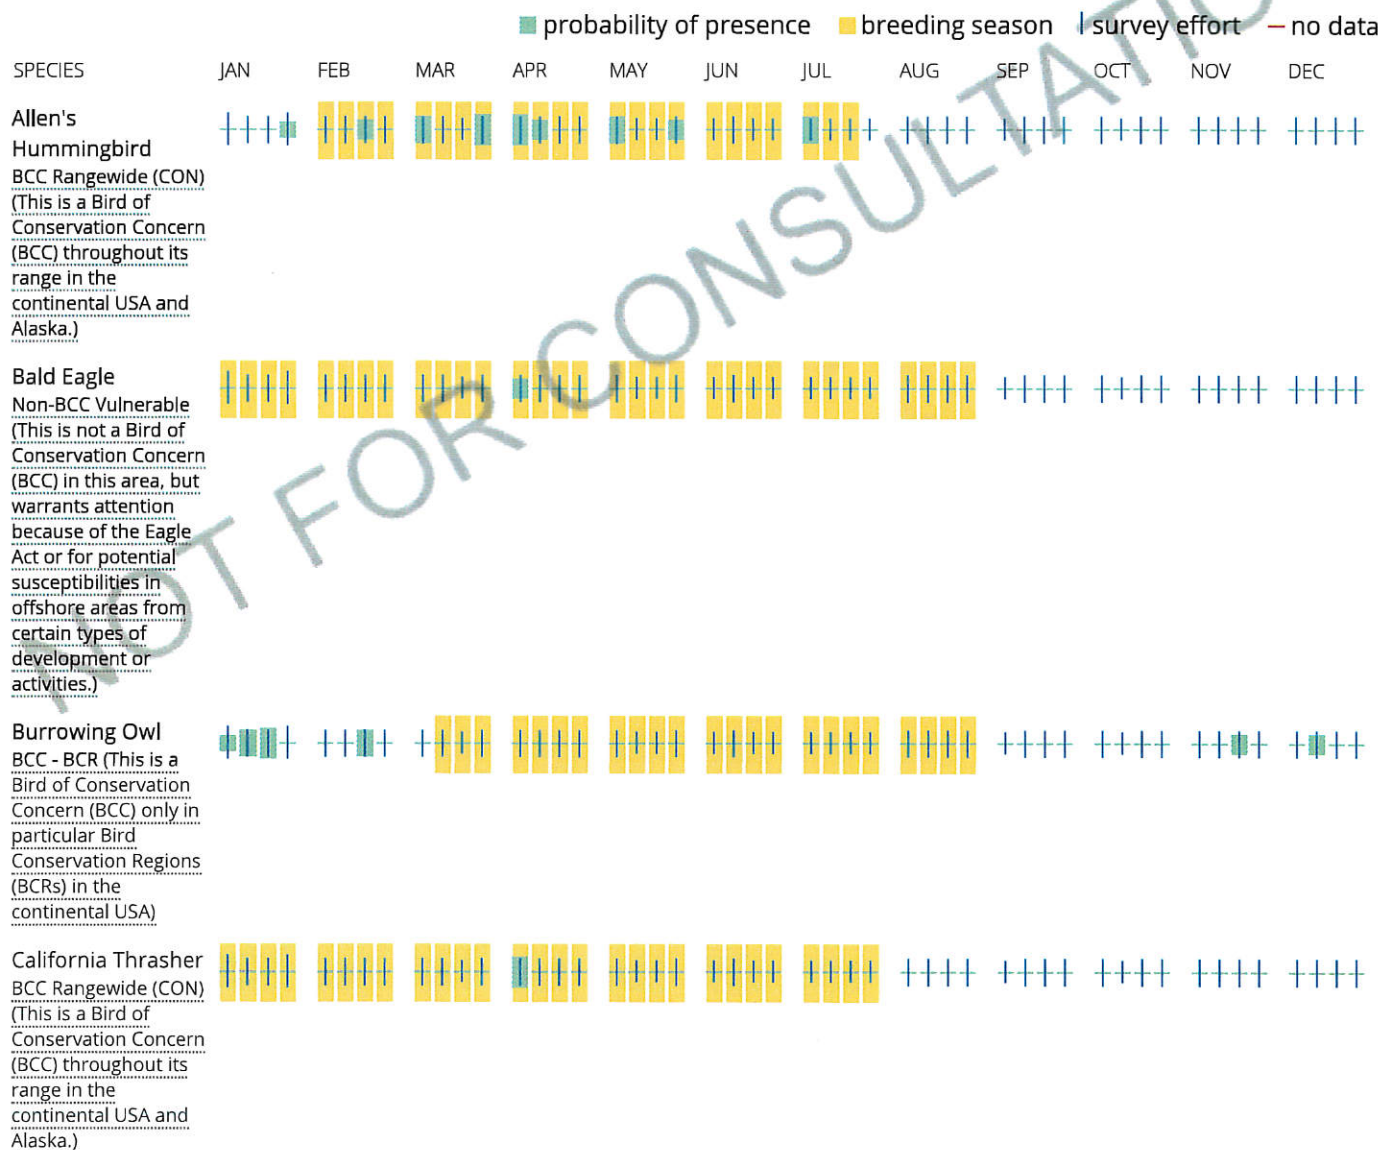 probability of presence breeding season survey effort no data
SPECIES JAN FEB MAR APR MAY JUN JUL AUG SEP OCT NOV DEC
Allen's
Hummingbird
BCC Rangewide (CON)
(This is a Bird of
Conservation Concern
(BCC) throughout its
range in the
continental USA and
Alaska.)
Bald Eagle
Non-BCC Vulnerable
(This is not a Bird of
Conservation Concern
(BCC) in this area, but
warrants attention
because of the Eagle
Act or for potential
susceptibilities in
offshore areas from
certain types of
development or
activities.)
Burrowing Owl
BCC - BCR (This is a
Bird of Conservation
Concern (BCC) only in
particular Bird
Conservation Regions
(BCRs) in the
continental USA)
California Thrasher
BCC Rangewide (CON)
(This is a Bird of
Conservation Concern
(BCC) throughout its
range in the
continental USA and
Alaska.)
NOT FOR CONSULTATIO